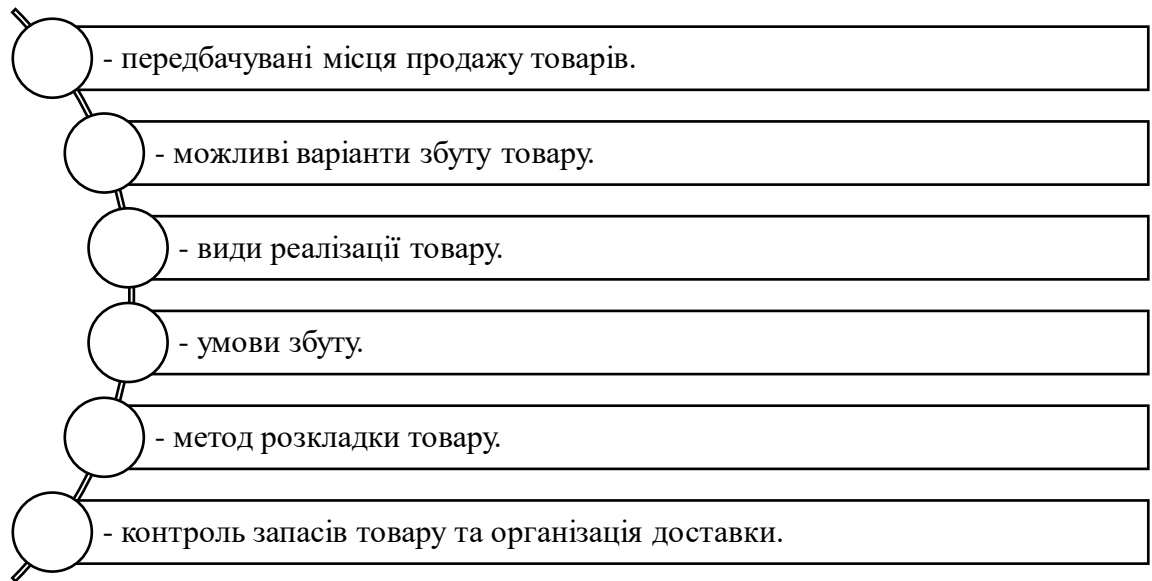 - передбачувані місця продажу товарів.
- можливі варіанти збуту товару.
- види реалізації товару.
- умови збуту.
- метод розкладки товару.
- контроль запасів товару та організація доставки.